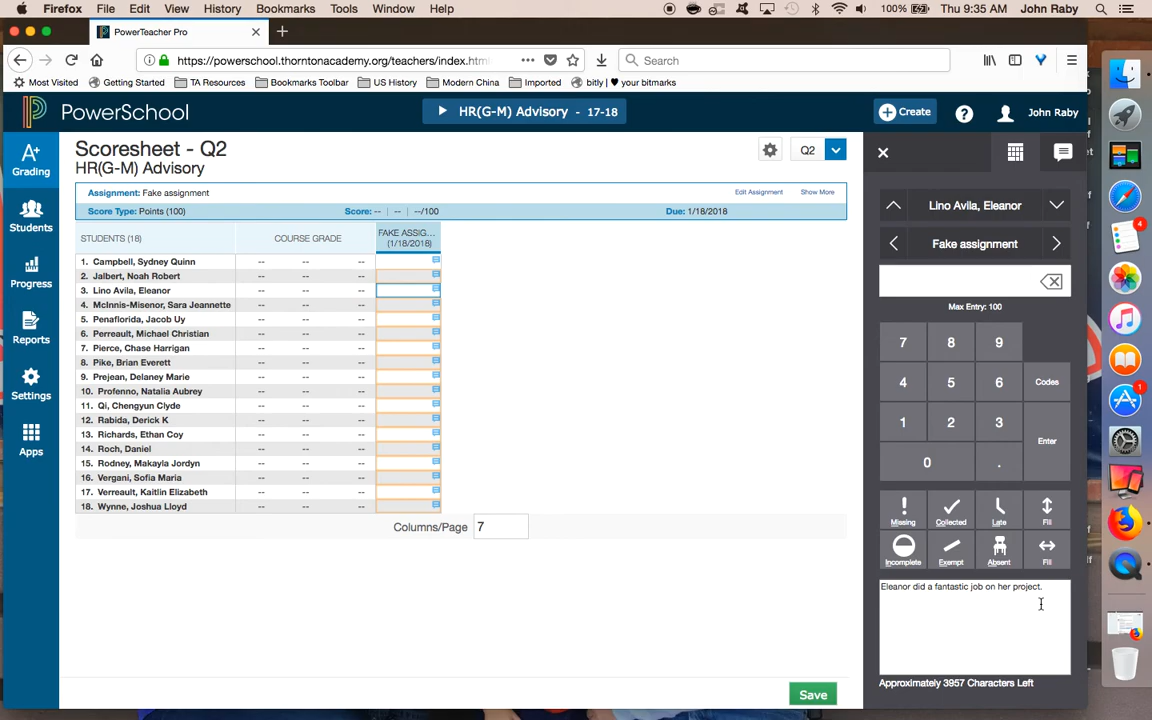 Firefox File Edit View History Bookmarks Tools Window Help 100% Thu 9:35 AM John Raby
PowerTeacher Pro
https://powerschool.thorntonacademy.org/teachers/index.html
Search
Most Visited Getting Started TA Resources Bookmarks Toolbar US History Modern China Imported bitly | ♥ your bitmarks
PowerSchool
HR(G-M) Advisory - 17-18
Create
?
John Raby
A+
Grading
Students
Progress
Reports
Settings
Apps
Scoresheet - Q2
HR(G-M) Advisory
Q2
Assignment: Fake assignment Edit Assignment Show More
Score Type: Points (100) Score: -- | -- | --/100 Due: 1/18/2018
STUDENTS (18) COURSE GRADE FAKE ASSIG...
(1/18/2018)
1. Campbell, Sydney Quinn -- -- --
2. Jalbert, Noah Robert -- -- --
3. Lino Avila, Eleanor -- -- --
4. McInnis-Misenor, Sara Jeannette -- -- --
5. Penaflorida, Jacob Uy -- -- --
6. Perreault, Michael Christian -- -- --
7. Pierce, Chase Harrigan -- -- --
8. Pike, Brian Everett -- -- --
9. Prejean, Delaney Marie -- -- --
10. Profenno, Natalia Aubrey -- -- --
11. Qi, Chengyun Clyde -- -- --
12. Rabida, Derick K -- -- --
13. Richards, Ethan Coy -- -- --
14. Roch, Daniel -- -- --
15. Rodney, Makayla Jordyn -- -- --
16. Vergani, Sofia Maria -- -- --
17. Verreault, Kaitlin Elizabeth -- -- --
18. Wynne, Joshua Lloyd -- -- --
Columns/Page 7
Save
Lino Avila, Eleanor
Fake assignment
Max Entry: 100
7 8 9
4 5 6 Codes
1 2 3
Enter
0 .
Missing Collected Late Fill
Incomplete Exempt Absent Fill
Eleanor did a fantastic job on her project.
Approximately 3957 Characters Left
4
1